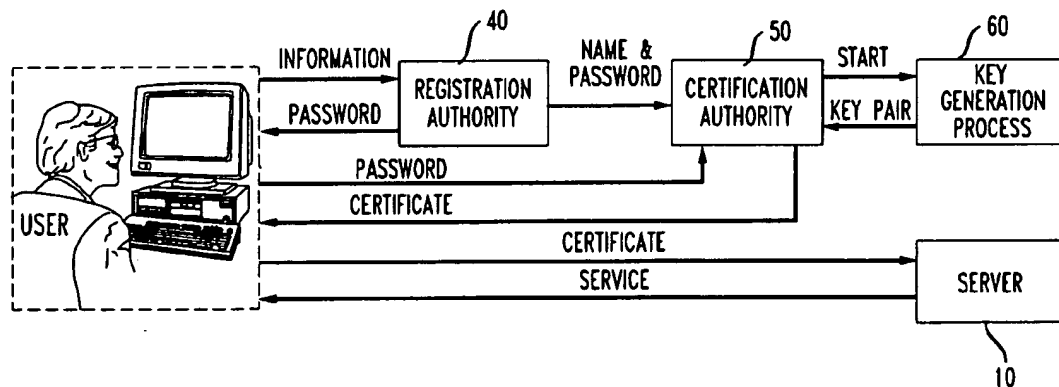 40
50
60
INFORMATION
NAME &
PASSWORD
START
REGISTRATION
AUTHORITY
CERTIFICATION
AUTHORITY
KEY
GENERATION
PROCESS
PASSWORD
KEY PAIR
PASSWORD
CERTIFICATE
USER
CERTIFICATE
SERVICE
SERVER
10